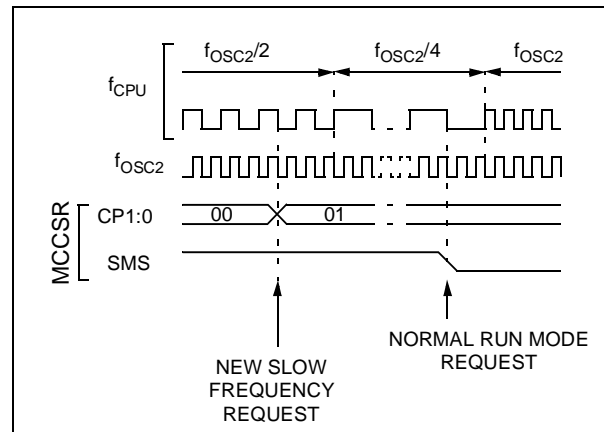 fOSC2/2 fOSC2/4 fOSC2
fCPU
fOSC2
MCCSR
CP1:0 00 01
SMS
NEW SLOW
FREQUENCY
REQUEST
NORMAL RUN MODE
REQUEST